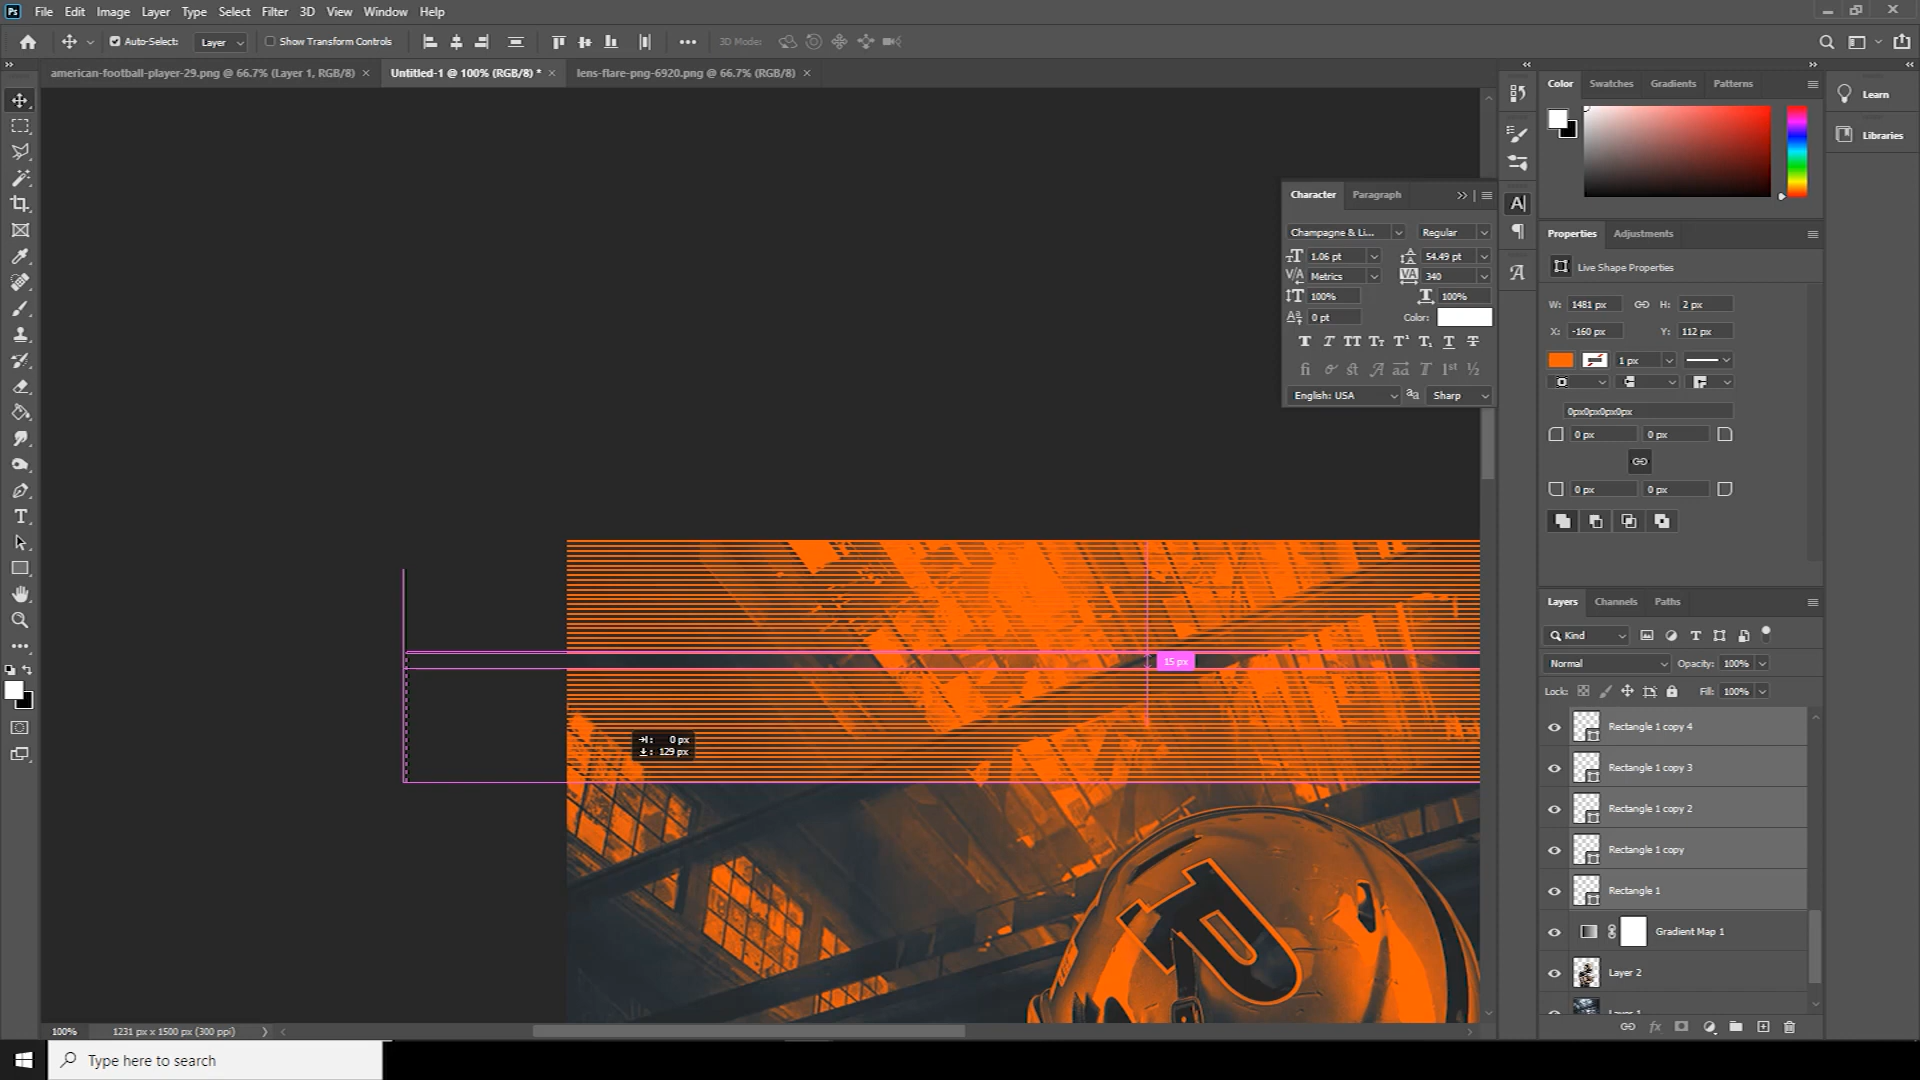 Ps File Edit Image Layer Type Select Filter 3D View Window Help
Auto-Select: Layer Show Transform Controls 3D Mode:
american-football-player-29.png @ 66.7% (Layer 1, RGB/8) Untitled-1 @ 100% (RGB/8) * lens-flare-png-6920.png @ 66.7% (RGB/8)
Color Swatches Gradients Patterns
Learn
Libraries
Character Paragraph
Champagne & Li... Regular
1.06 pt 54.49 pt
Metrics 340
100% 100%
0 pt Color:
English: USA Sharp
Properties Adjustments
Live Shape Properties
W: 1481 px H: 2 px
X: -160 px Y: 112 px
1 px
0px0px0px0px
0 px 0 px
0 px 0 px
15 px
0 px
129 px
Layers Channels Paths
Kind
Normal Opacity: 100%
Lock: Fill: 100%
Rectangle 1 copy 4
Rectangle 1 copy 3
Rectangle 1 copy 2
Rectangle 1 copy
Rectangle 1
Gradient Map 1
Layer 2
Layer 1
100% 1231 px x 1500 px (300 ppi)
Type here to search